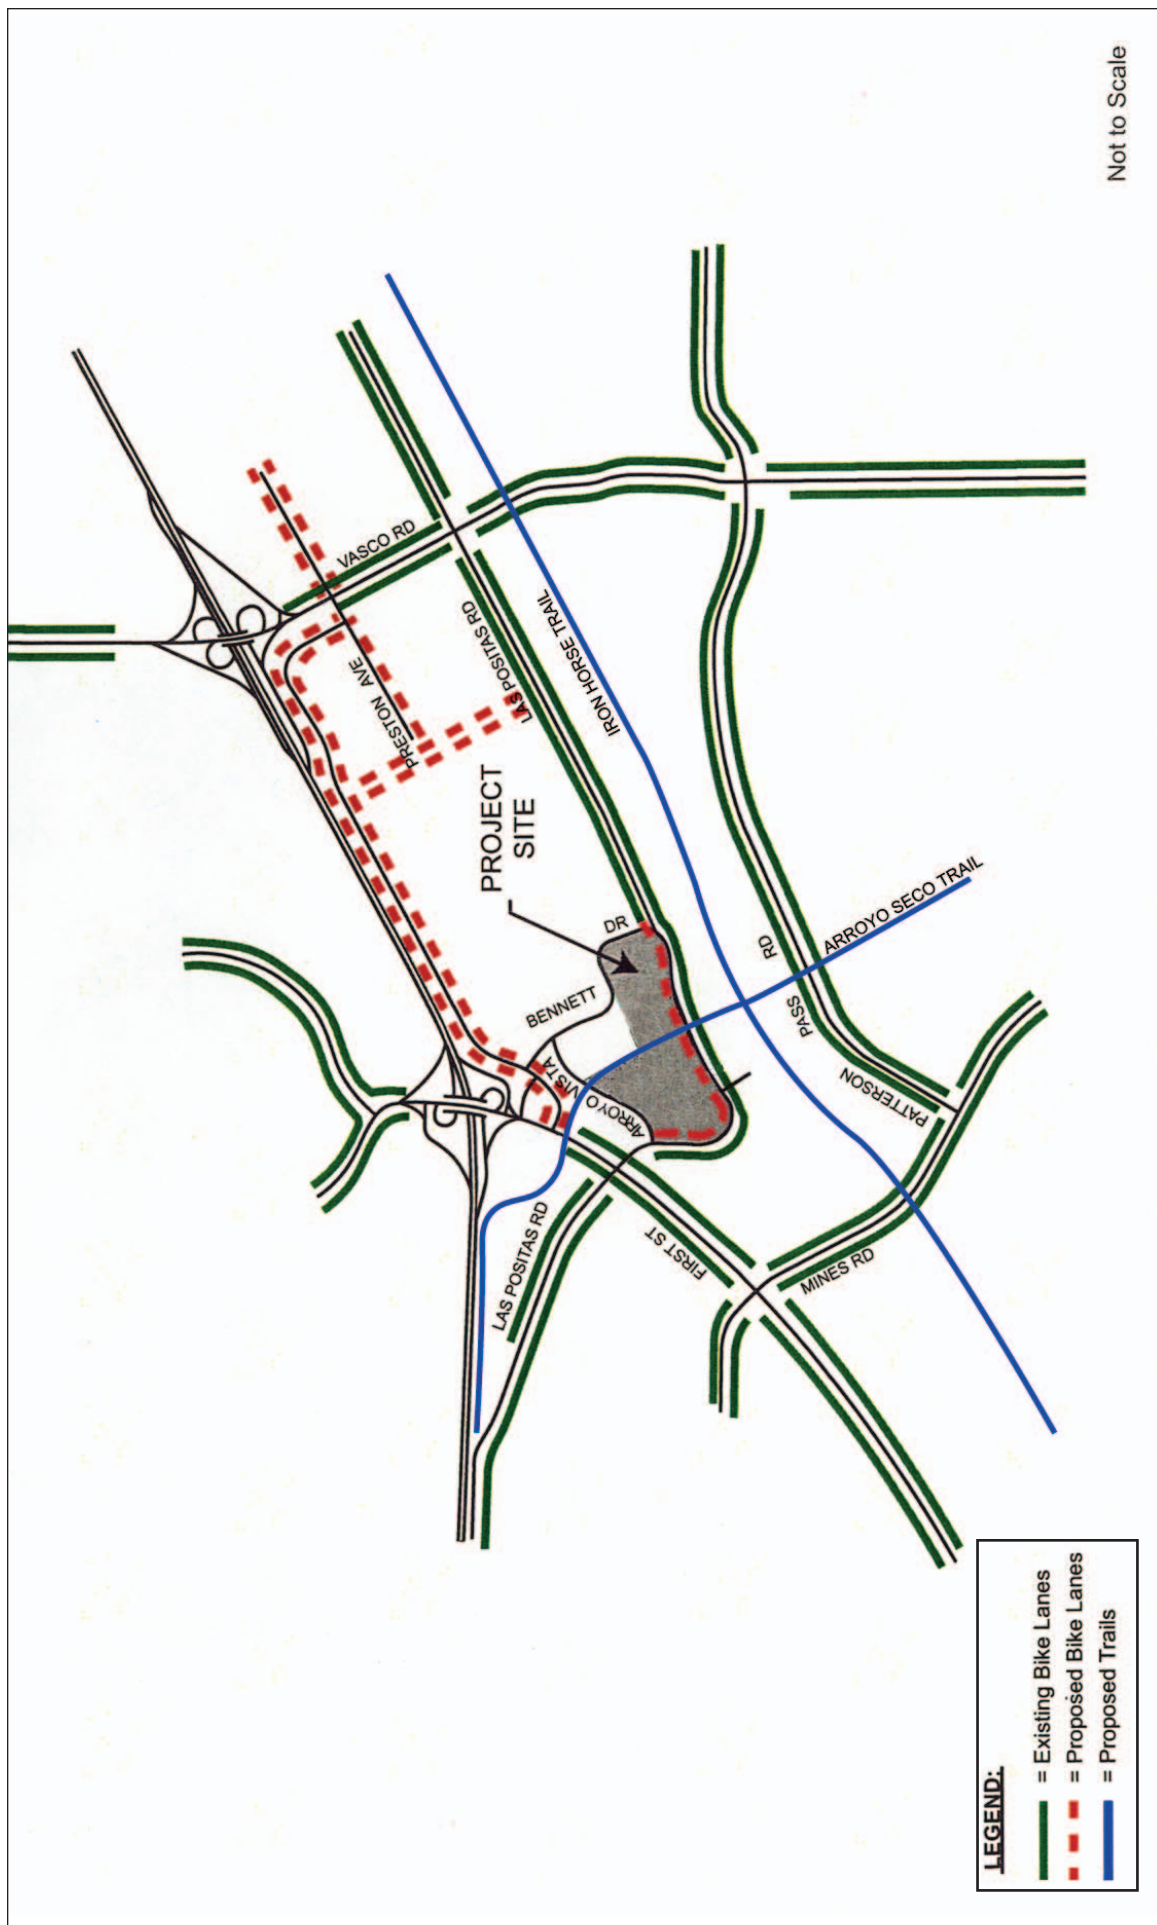 Not to Scale
VASCO RD
PRESTON AVE
LAS POSITAS RD
IRON HORSE TRAIL
PROJECT
SITE
DR
BENNETT
VISTA
ARROYO
RD
PASS
PATTERSON
ARROYO SECO TRAIL
LAS POSITAS RD
FIRST ST
MINES RD
LEGEND:
= Existing Bike Lanes
= Proposed Bike Lanes
= Proposed Trails